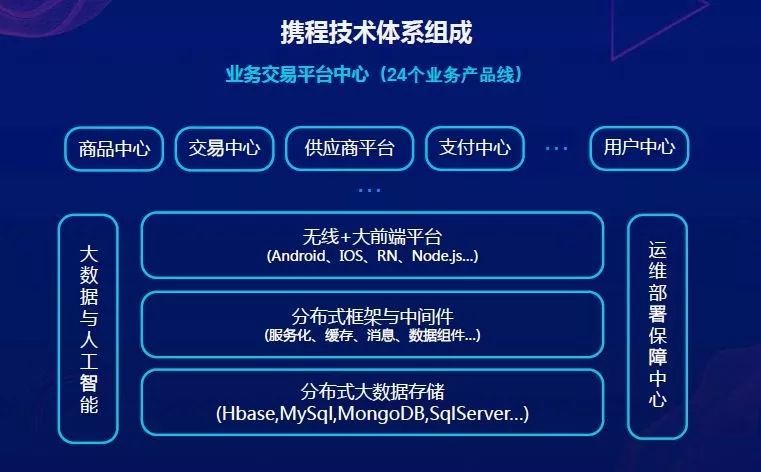 携程技术体系组成
业务交易平台中心（24个业务产品线）
商品中心
交易中心
供应商平台
支付中心
...
用户中心
...
大数据与人工智能
无线+大前端平台
(Android、IOS、RN、Node.js...)
分布式框架与中间件
(服务化、缓存、消息、数据组件...)
分布式大数据存储
(Hbase,MySql,MongoDB,SqlServer...)
运维部署保障中心